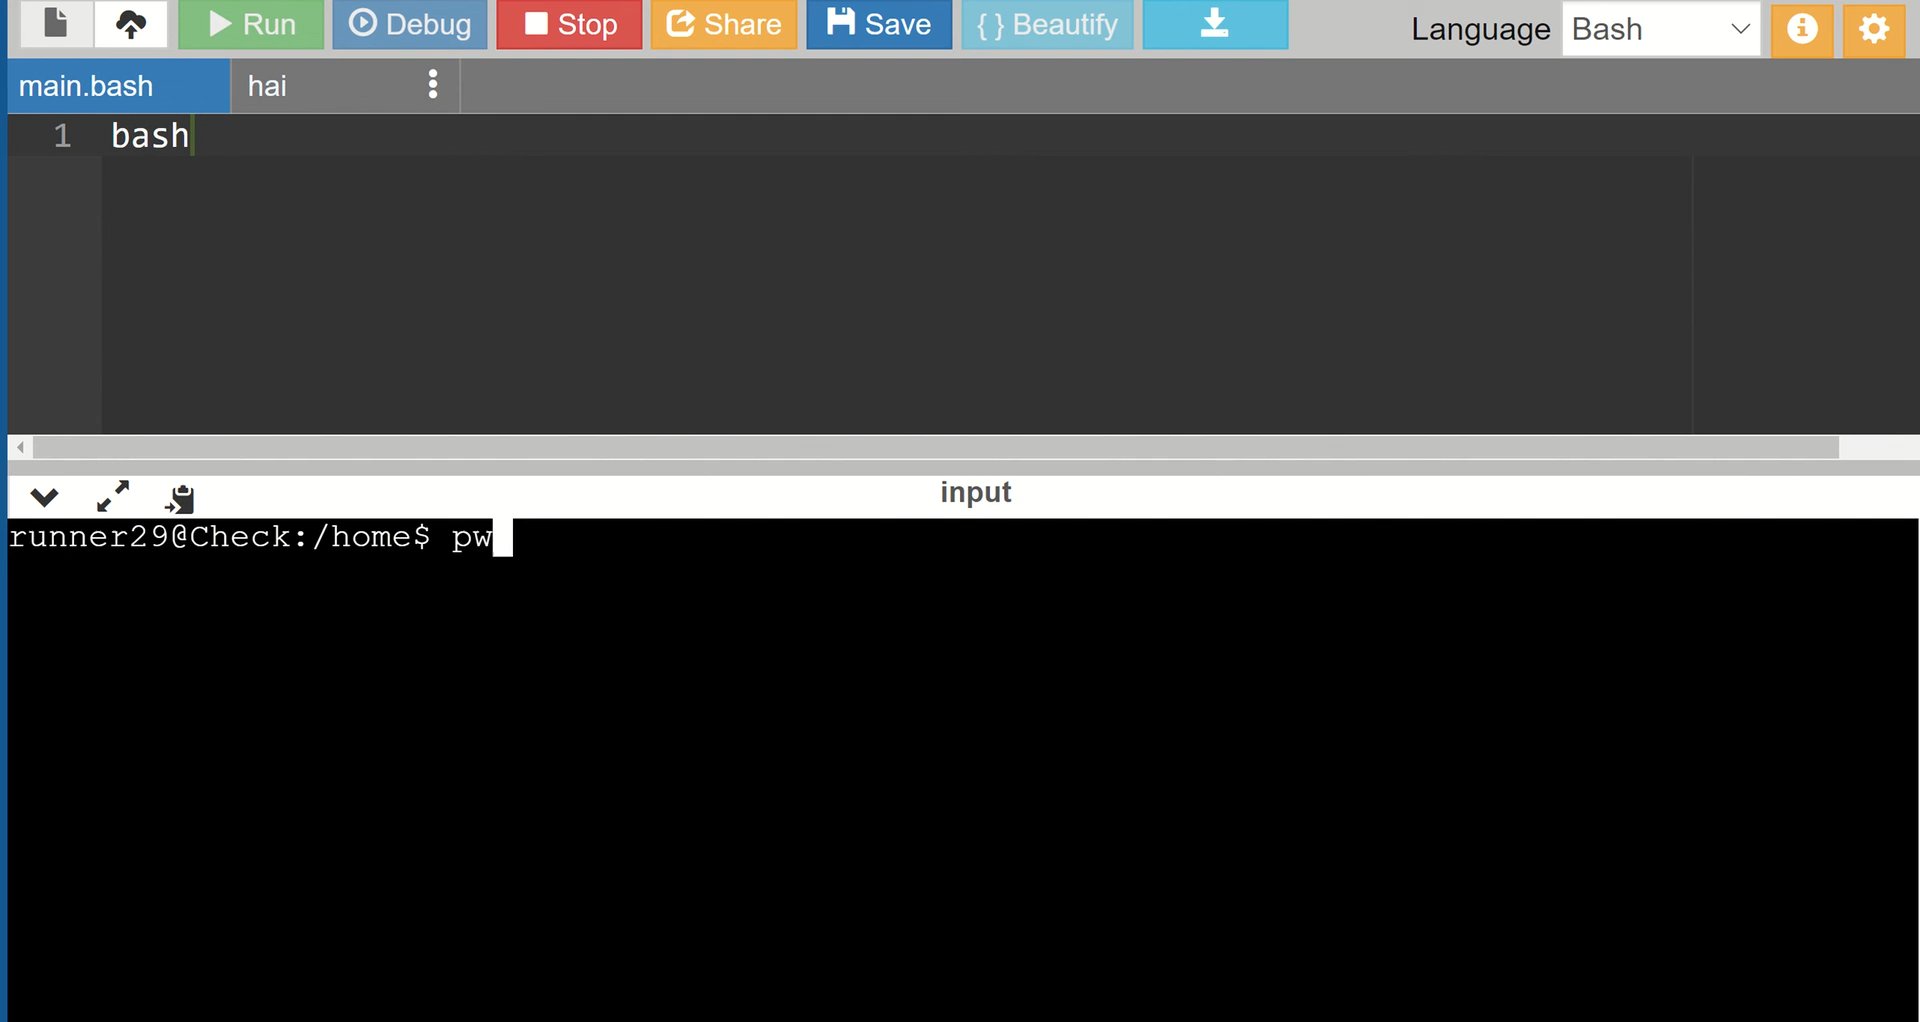 Run Debug Stop Share Save { } Beautify Language Bash
main.bash hai
1 bash
input
runner29@Check:/home$ pw